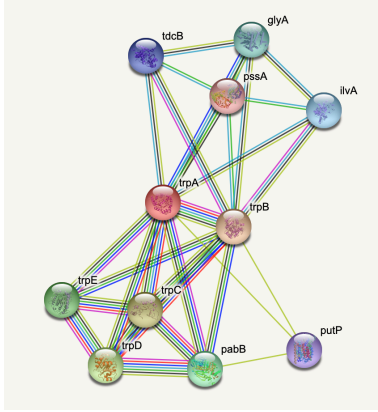 glyA
tdcB
pssA
ilvA
trpA
trpB
trpE
trpC
putP
trpD
pabB